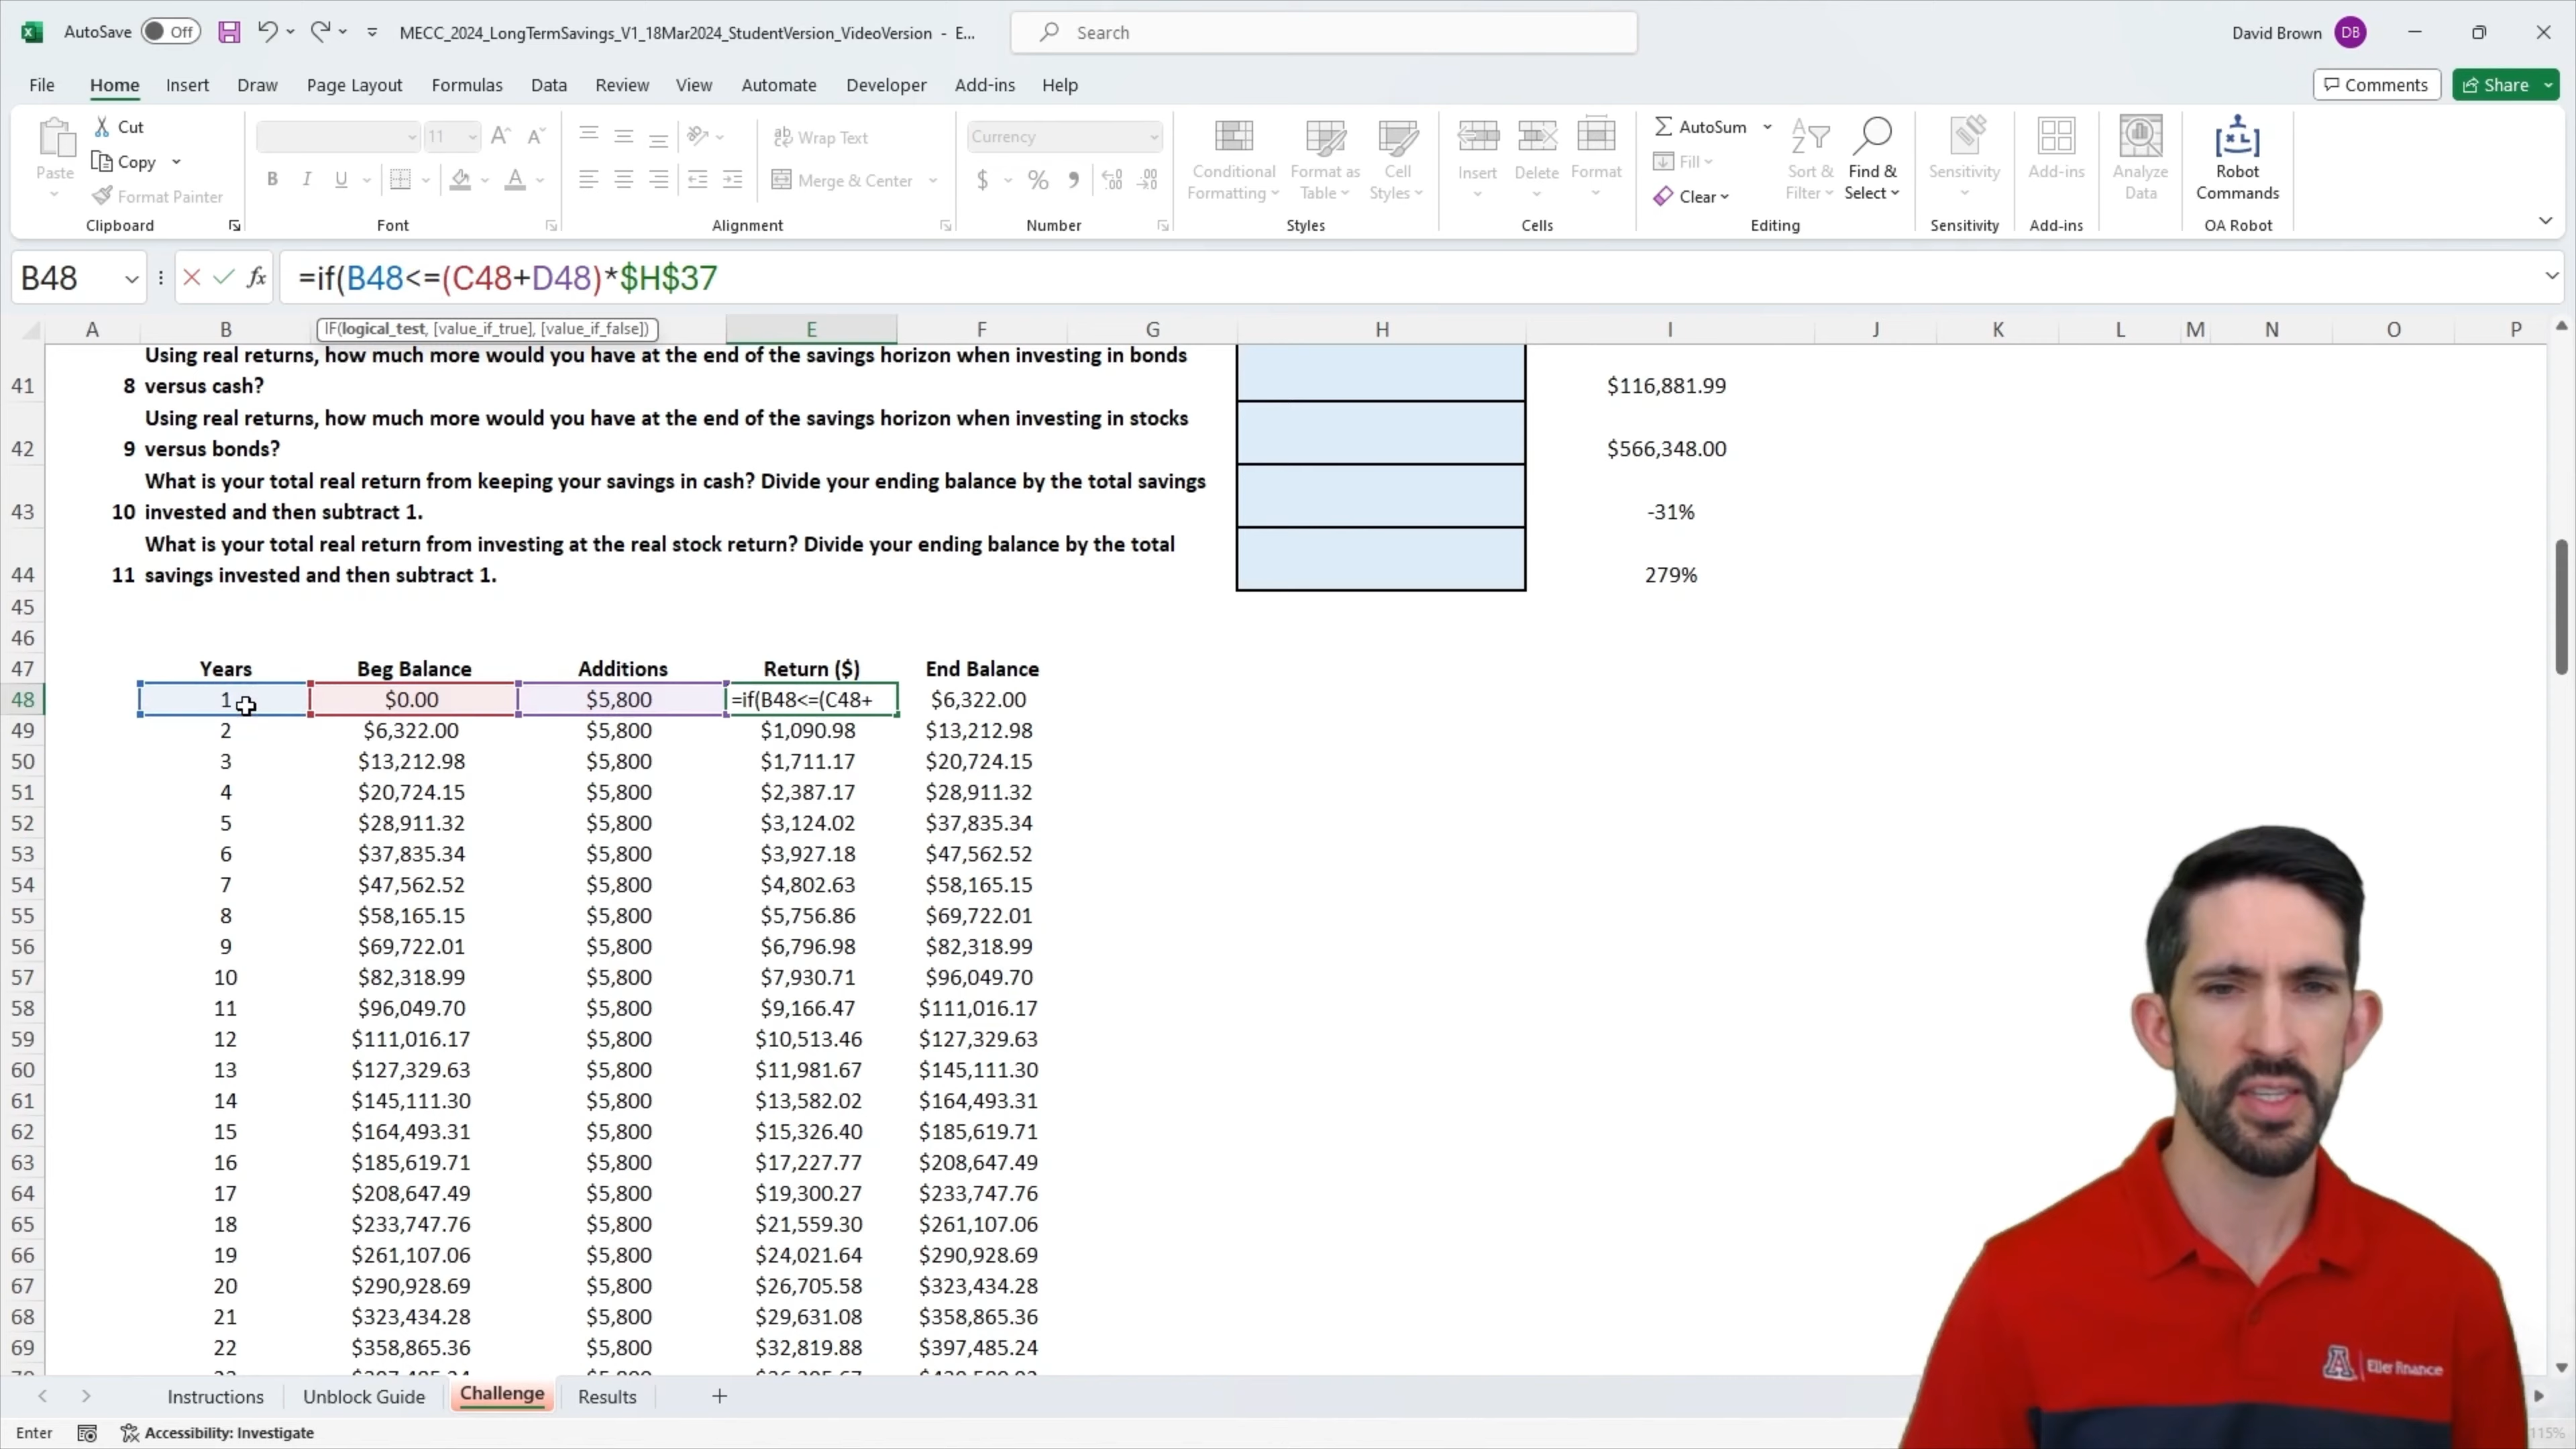 AutoSave Off MECC_2024_LongTermSavings_V1_18Mar2024_StudentVersion_VideoVersion - E... Search David Brown DB
File Home Insert Draw Page Layout Formulas Data Review View Automate Developer Add-ins Help Comments Share
Paste Cut Copy Format Painter Clipboard
11 B I U Font
Wrap Text Merge & Center Alignment
Currency $ % Number
Conditional Formatting Format as Table Cell Styles Styles
Insert Delete Format Cells
AutoSum Fill Clear Sort & Filter Find & Select Editing
Sensitivity Sensitivity
Add-ins Add-ins
Analyze Data
Robot Commands OA Robot
B48 fx =if(B48<=(C48+D48)*$H$37
IF(logical_test, [value_if_true], [value_if_false])
A B E F G H I J K L M N O P
Using real returns, how much more would you have at the end of the savings horizon when investing in bonds
41 8 versus cash? $116,881.99
Using real returns, how much more would you have at the end of the savings horizon when investing in stocks
42 9 versus bonds? $566,348.00
What is your total real return from keeping your savings in cash? Divide your ending balance by the total savings
43 10 invested and then subtract 1. -31%
What is your total real return from investing at the real stock return? Divide your ending balance by the total
44 11 savings invested and then subtract 1. 279%
45
46
47 Years Beg Balance Additions Return ($) End Balance
48 1 $0.00 $5,800 =if(B48<=(C48+ $6,322.00
49 2 $6,322.00 $5,800 $1,090.98 $13,212.98
50 3 $13,212.98 $5,800 $1,711.17 $20,724.15
51 4 $20,724.15 $5,800 $2,387.17 $28,911.32
52 5 $28,911.32 $5,800 $3,124.02 $37,835.34
53 6 $37,835.34 $5,800 $3,927.18 $47,562.52
54 7 $47,562.52 $5,800 $4,802.63 $58,165.15
55 8 $58,165.15 $5,800 $5,756.86 $69,722.01
56 9 $69,722.01 $5,800 $6,796.98 $82,318.99
57 10 $82,318.99 $5,800 $7,930.71 $96,049.70
58 11 $96,049.70 $5,800 $9,166.47 $111,016.17
59 12 $111,016.17 $5,800 $10,513.46 $127,329.63
60 13 $127,329.63 $5,800 $11,981.67 $145,111.30
61 14 $145,111.30 $5,800 $13,582.02 $164,493.31
62 15 $164,493.31 $5,800 $15,326.40 $185,619.71
63 16 $185,619.71 $5,800 $17,227.77 $208,647.49
64 17 $208,647.49 $5,800 $19,300.27 $233,747.76
65 18 $233,747.76 $5,800 $21,559.30 $261,107.06
66 19 $261,107.06 $5,800 $24,021.64 $290,928.69
67 20 $290,928.69 $5,800 $26,705.58 $323,434.28
68 21 $323,434.28 $5,800 $29,631.08 $358,865.36
69 22 $358,865.36 $5,800 $32,819.88 $397,485.24
A Eller Finance
Instructions Unblock Guide Challenge Results
Enter Accessibility: Investigate 115%